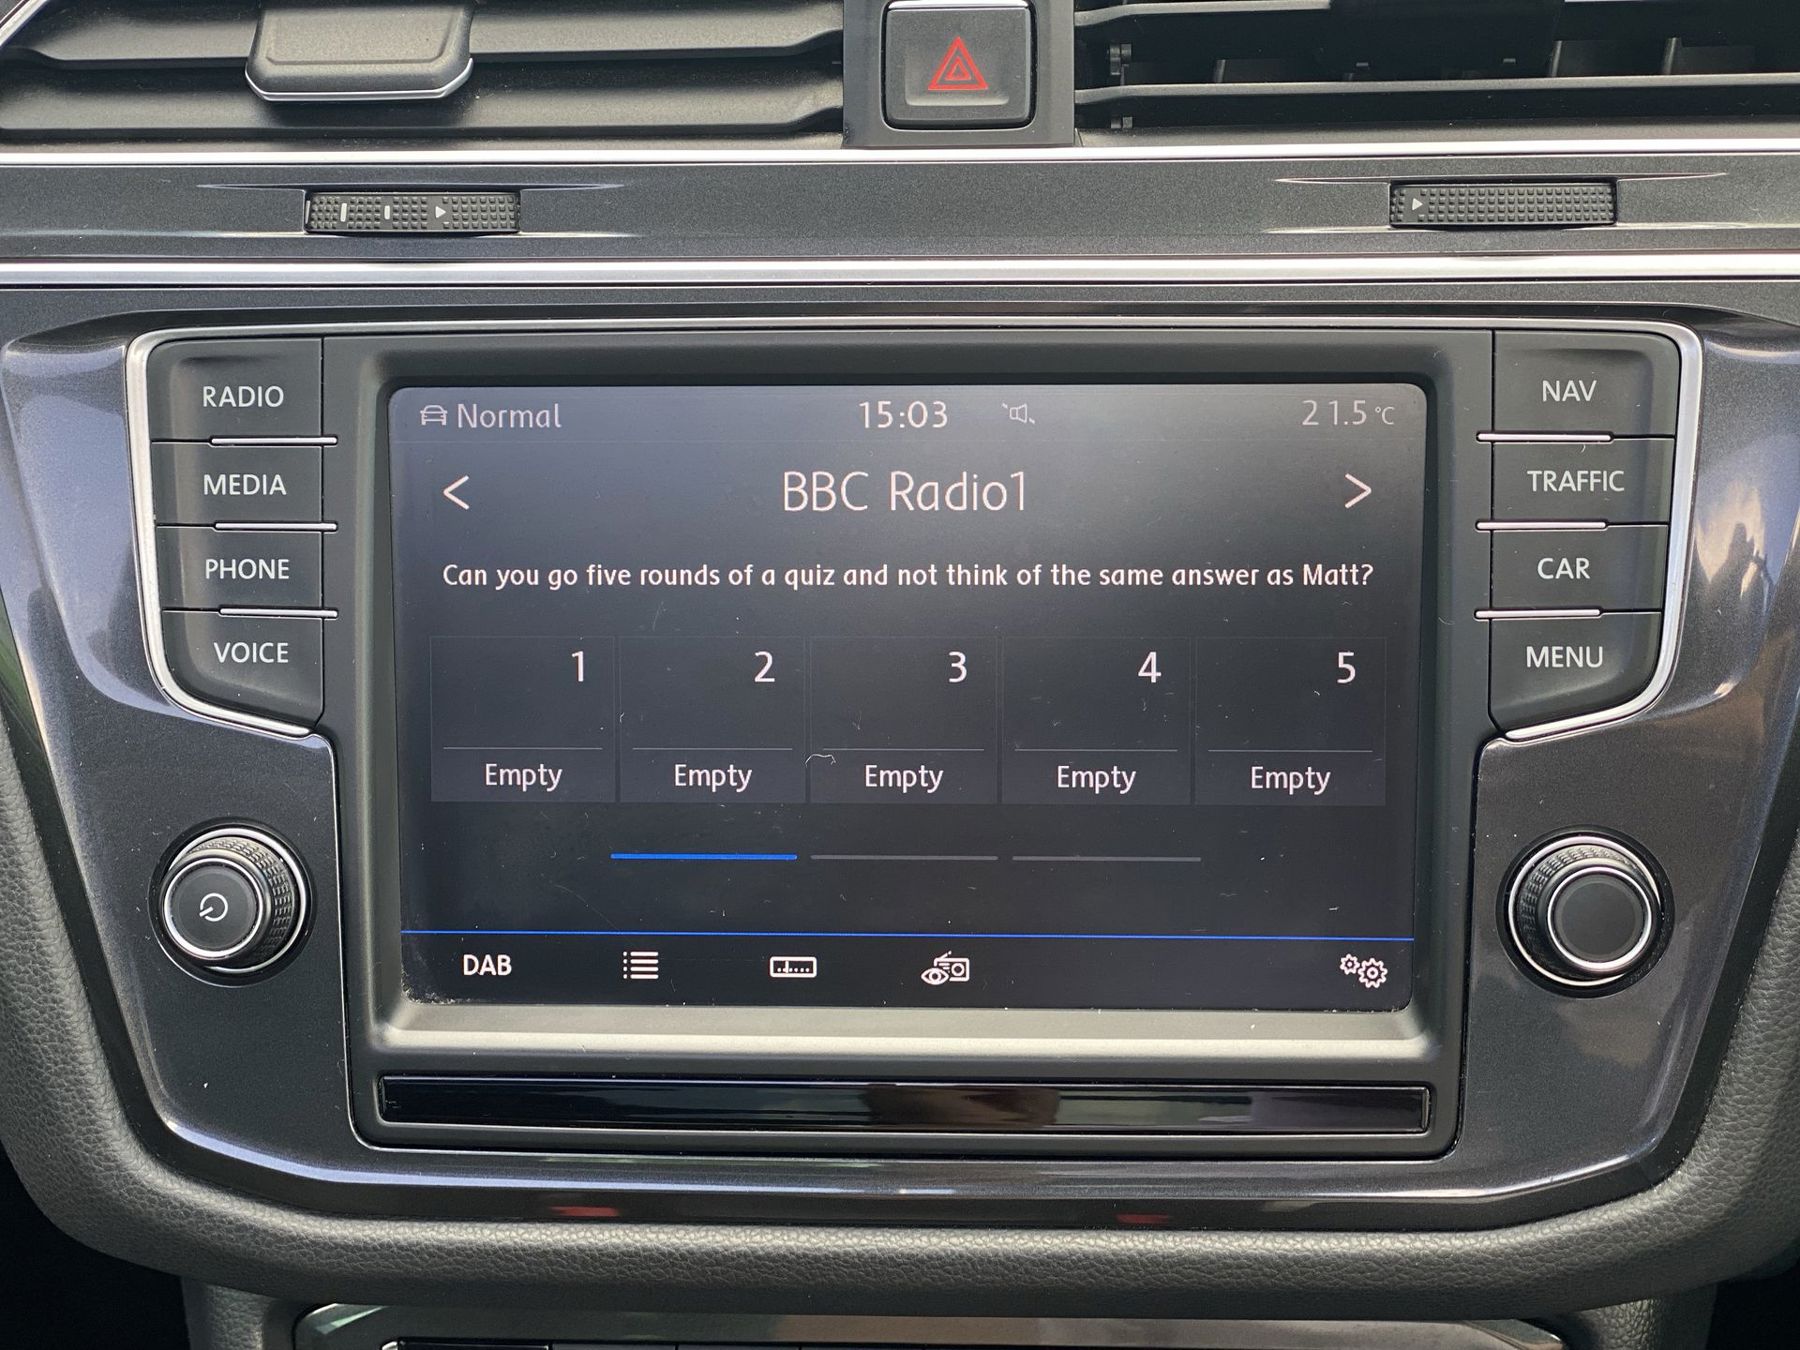 RADIO
MEDIA
PHONE
VOICE
Normal 15:03 21.5 °C
< BBC Radio1 >
Can you go five rounds of a quiz and not think of the same answer as Matt?
1 2 3 4 5
Empty Empty Empty Empty Empty
DAB
NAV
TRAFFIC
CAR
MENU